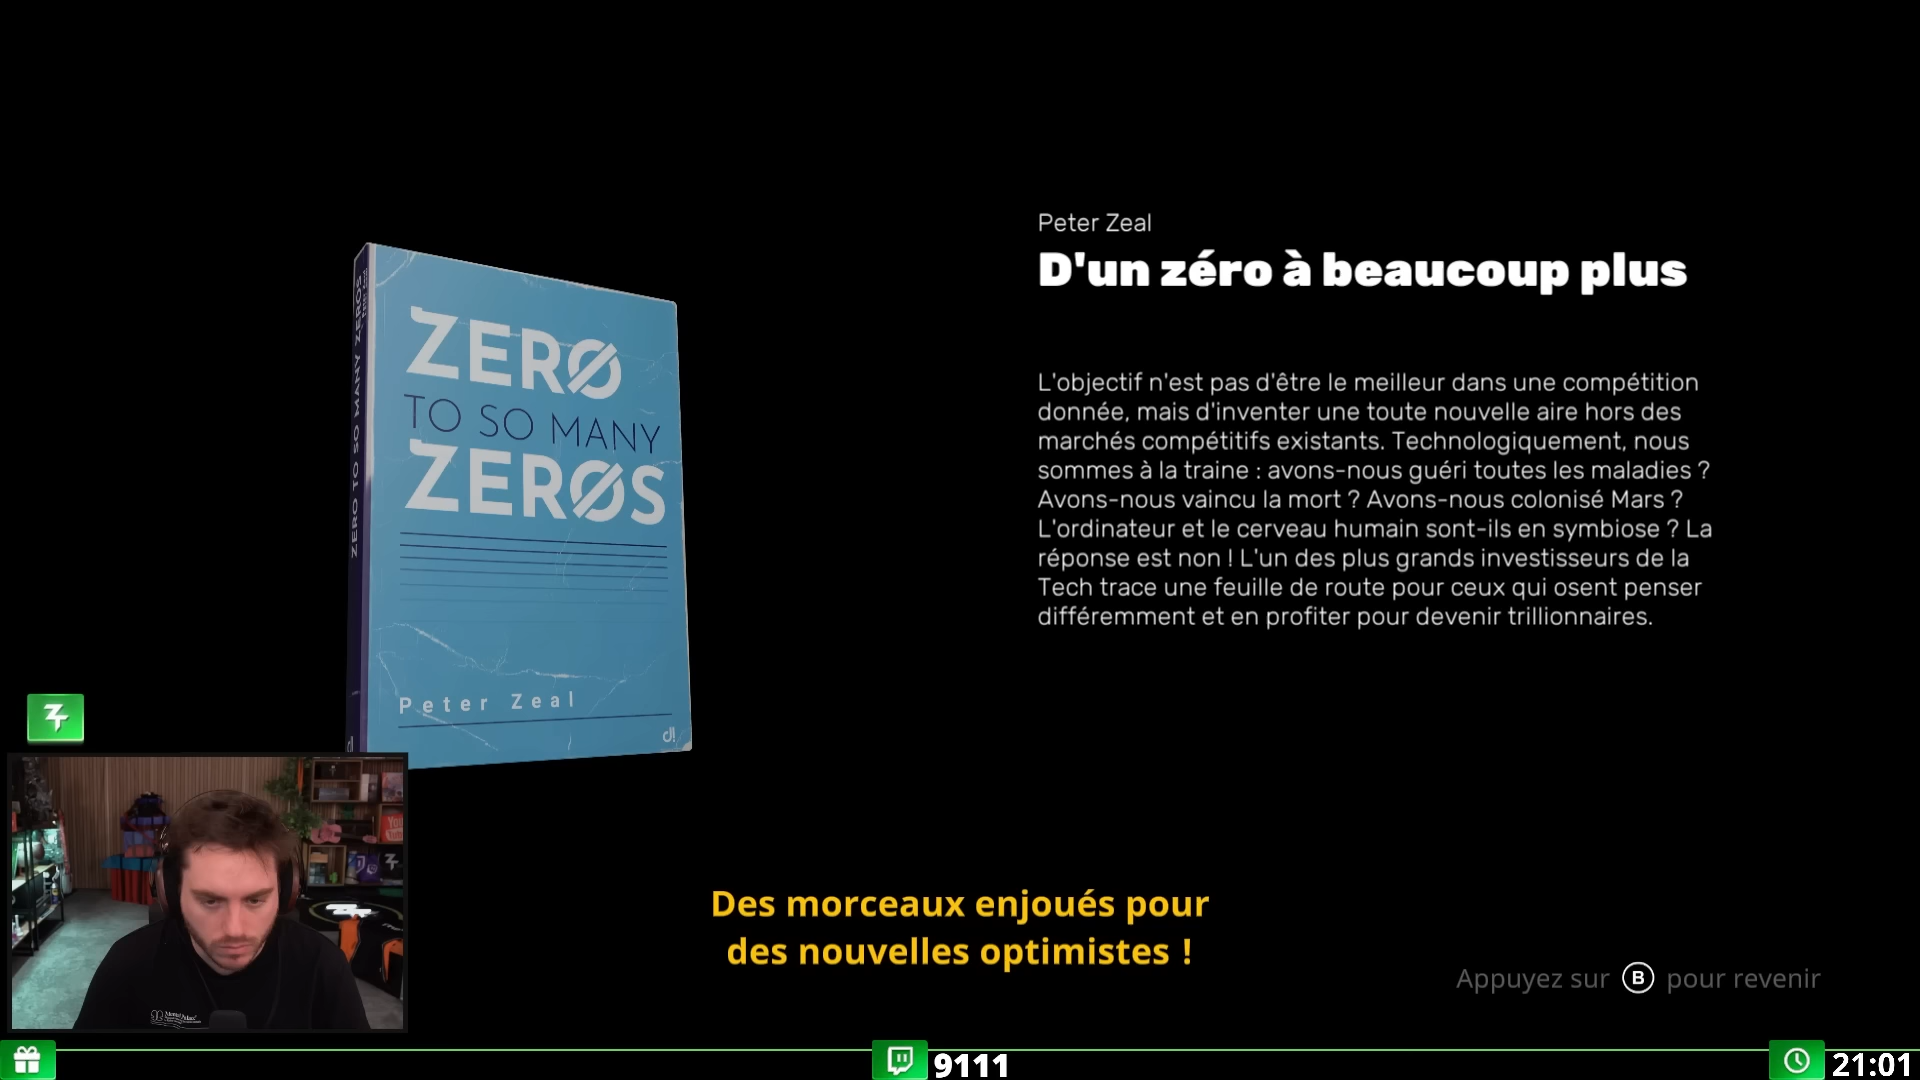 Peter Zeal
D'un zéro à beaucoup plus
L'objectif n'est pas d'être le meilleur dans une compétition
donnée, mais d'inventer une toute nouvelle aire hors des
marchés compétitifs existants. Technologiquement, nous
sommes à la traine : avons-nous guéri toutes les maladies ?
Avons-nous vaincu la mort ? Avons-nous colonisé Mars ?
L'ordinateur et le cerveau humain sont-ils en symbiose ? La
réponse est non ! L'un des plus grands investisseurs de la
Tech trace une feuille de route pour ceux qui osent penser
différemment et en profiter pour devenir trillionnaires.
ZERO TO SO MANY ZEROS
ZERØ
TO SO MANY
ZERØS
Peter Zeal
d!
Des morceaux enjoués pour
des nouvelles optimistes !
Appuyez sur B pour revenir
9111
21:01